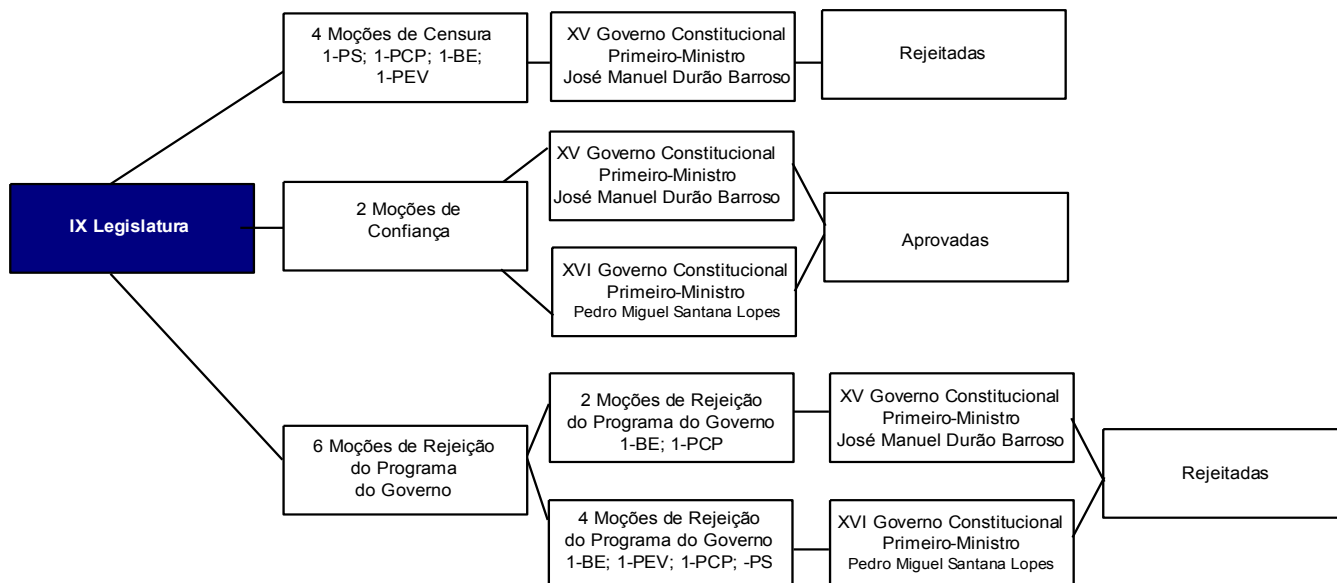 4 Moções de Censura
1-PS; 1-PCP; 1-BE;
1-PEV
XV Governo Constitucional
Primeiro-Ministro
José Manuel Durão Barroso
Rejeitadas
IX Legislatura
2 Moções de
Confiança
XV Governo Constitucional
Primeiro-Ministro
José Manuel Durão Barroso
XVI Governo Constitucional
Primeiro-Ministro
Pedro Miguel Santana Lopes
Aprovadas
6 Moções de Rejeição
do Programa
do Governo
2 Moções de Rejeição
do Programa do Governo
1-BE; 1-PCP
XV Governo Constitucional
Primeiro-Ministro
José Manuel Durão Barroso
4 Moções de Rejeição
do Programa do Governo
1-BE; 1-PEV; 1-PCP; -PS
XVI Governo Constitucional
Primeiro-Ministro
Pedro Miguel Santana Lopes
Rejeitadas